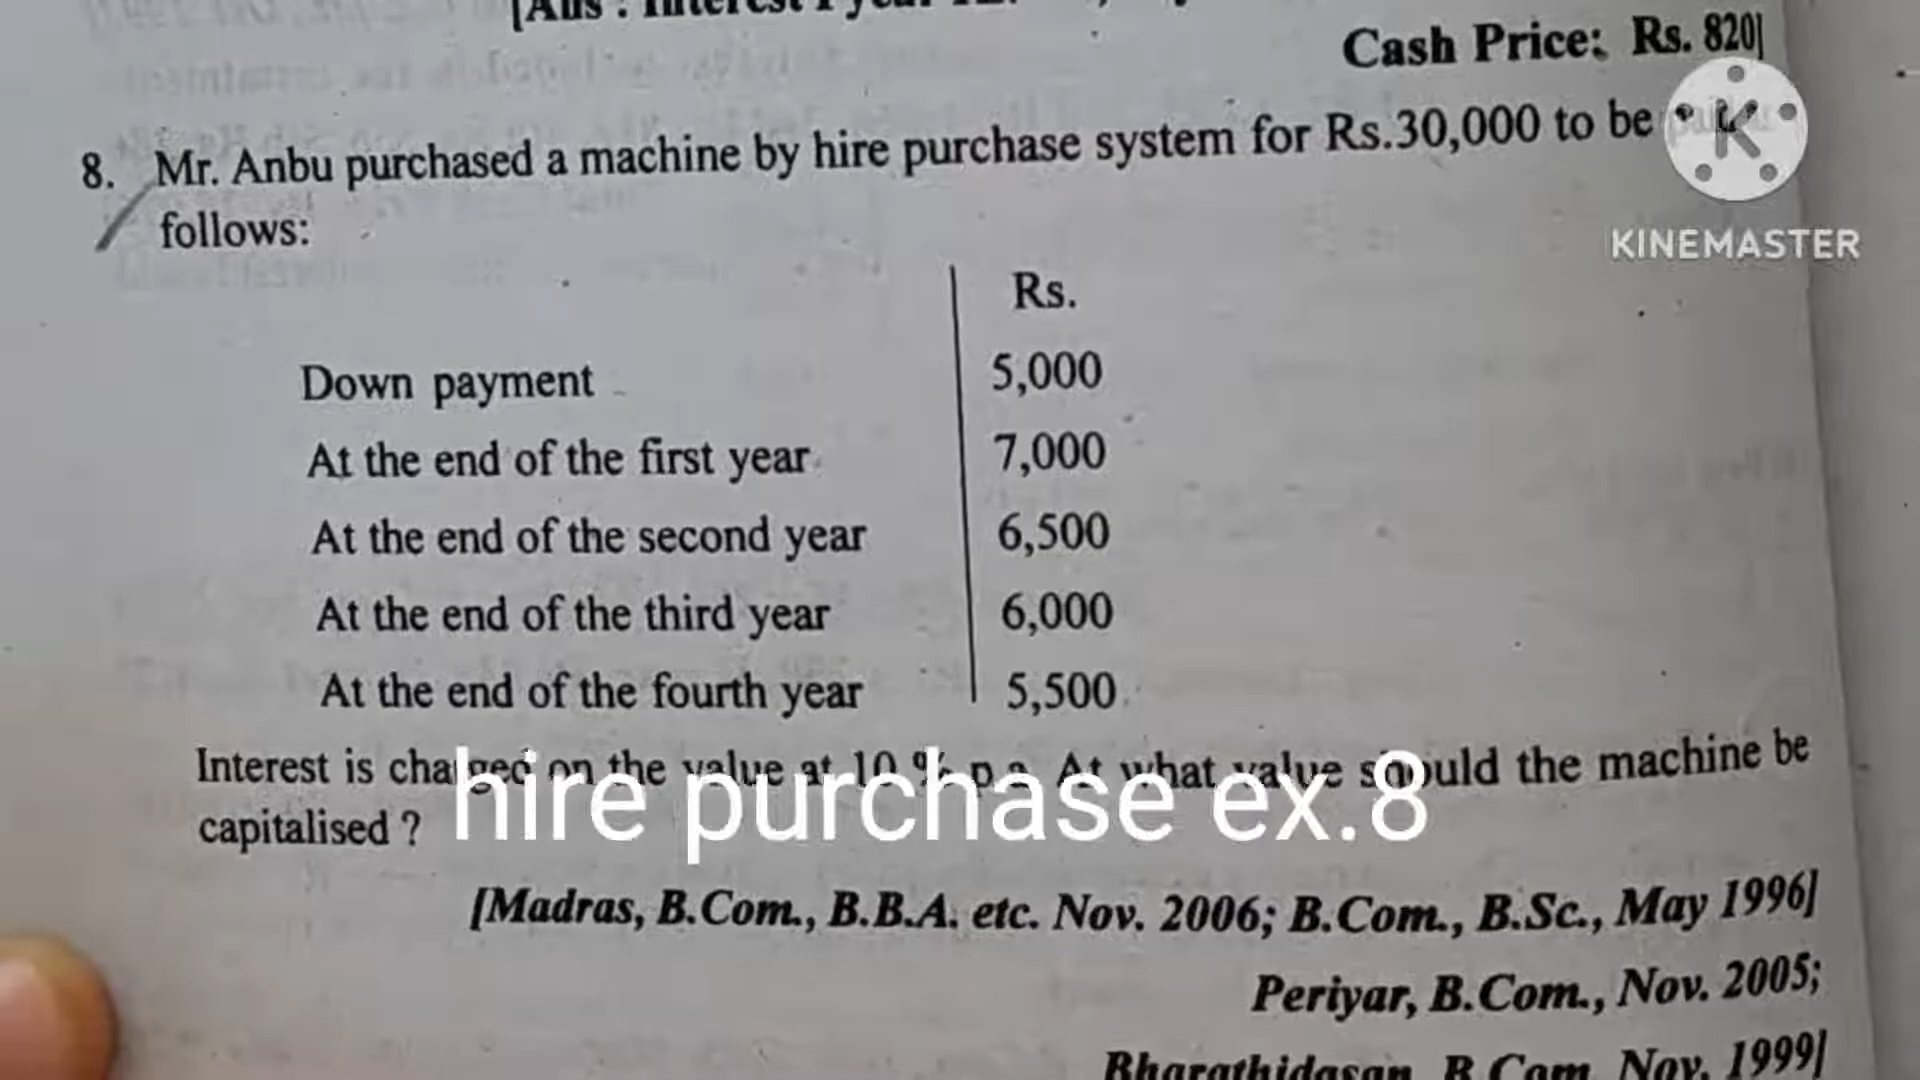 [Ans : Interest I year
Cash Price: Rs. 820]
8. Mr. Anbu purchased a machine by hire purchase system for Rs.30,000 to be
follows:
Rs.
Down payment 5,000
At the end of the first year 7,000
At the end of the second year 6,500
At the end of the third year 6,000
At the end of the fourth year 5,500
Interest is charged on the value at 10 % p.a. At what value should the machine be
capitalised ?
hire purchase ex.8
[Madras, B.Com., B.B.A. etc. Nov. 2006; B.Com., B.Sc., May 1996]
Periyar, B.Com., Nov. 2005;
Bharathidasan, B.Com. Nov. 1999]
K
KINEMASTER